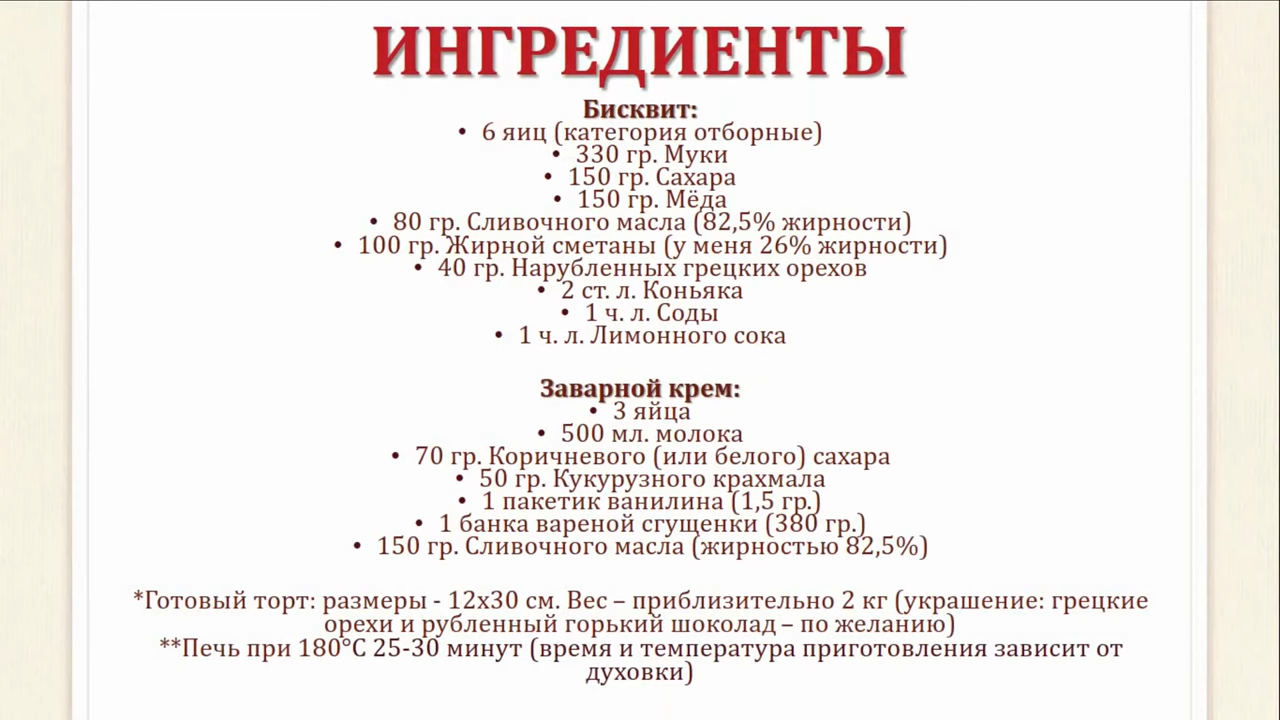 ИНГРЕДИЕНТЫ
Бисквит:
• 6 яиц (категория отборные)
• 330 гр. Муки
• 150 гр. Сахара
• 150 гр. Мёда
• 80 гр. Сливочного масла (82,5% жирности)
• 100 гр. Жирной сметаны (у меня 26% жирности)
• 40 гр. Нарубленных грецких орехов
• 2 ст. л. Коньяка
• 1 ч. л. Соды
• 1 ч. л. Лимонного сока
Заварной крем:
• 3 яйца
• 500 мл. молока
• 70 гр. Коричневого (или белого) сахара
• 50 гр. Кукурузного крахмала
• 1 пакетик ванилина (1,5 гр.)
• 1 банка вареной сгущенки (380 гр.)
• 150 гр. Сливочного масла (жирностью 82,5%)
*Готовый торт: размеры - 12х30 см. Вес – приблизительно 2 кг (украшение: грецкие
орехи и рубленный горький шоколад – по желанию)
**Печь при 180°С 25-30 минут (время и температура приготовления зависит от
духовки)